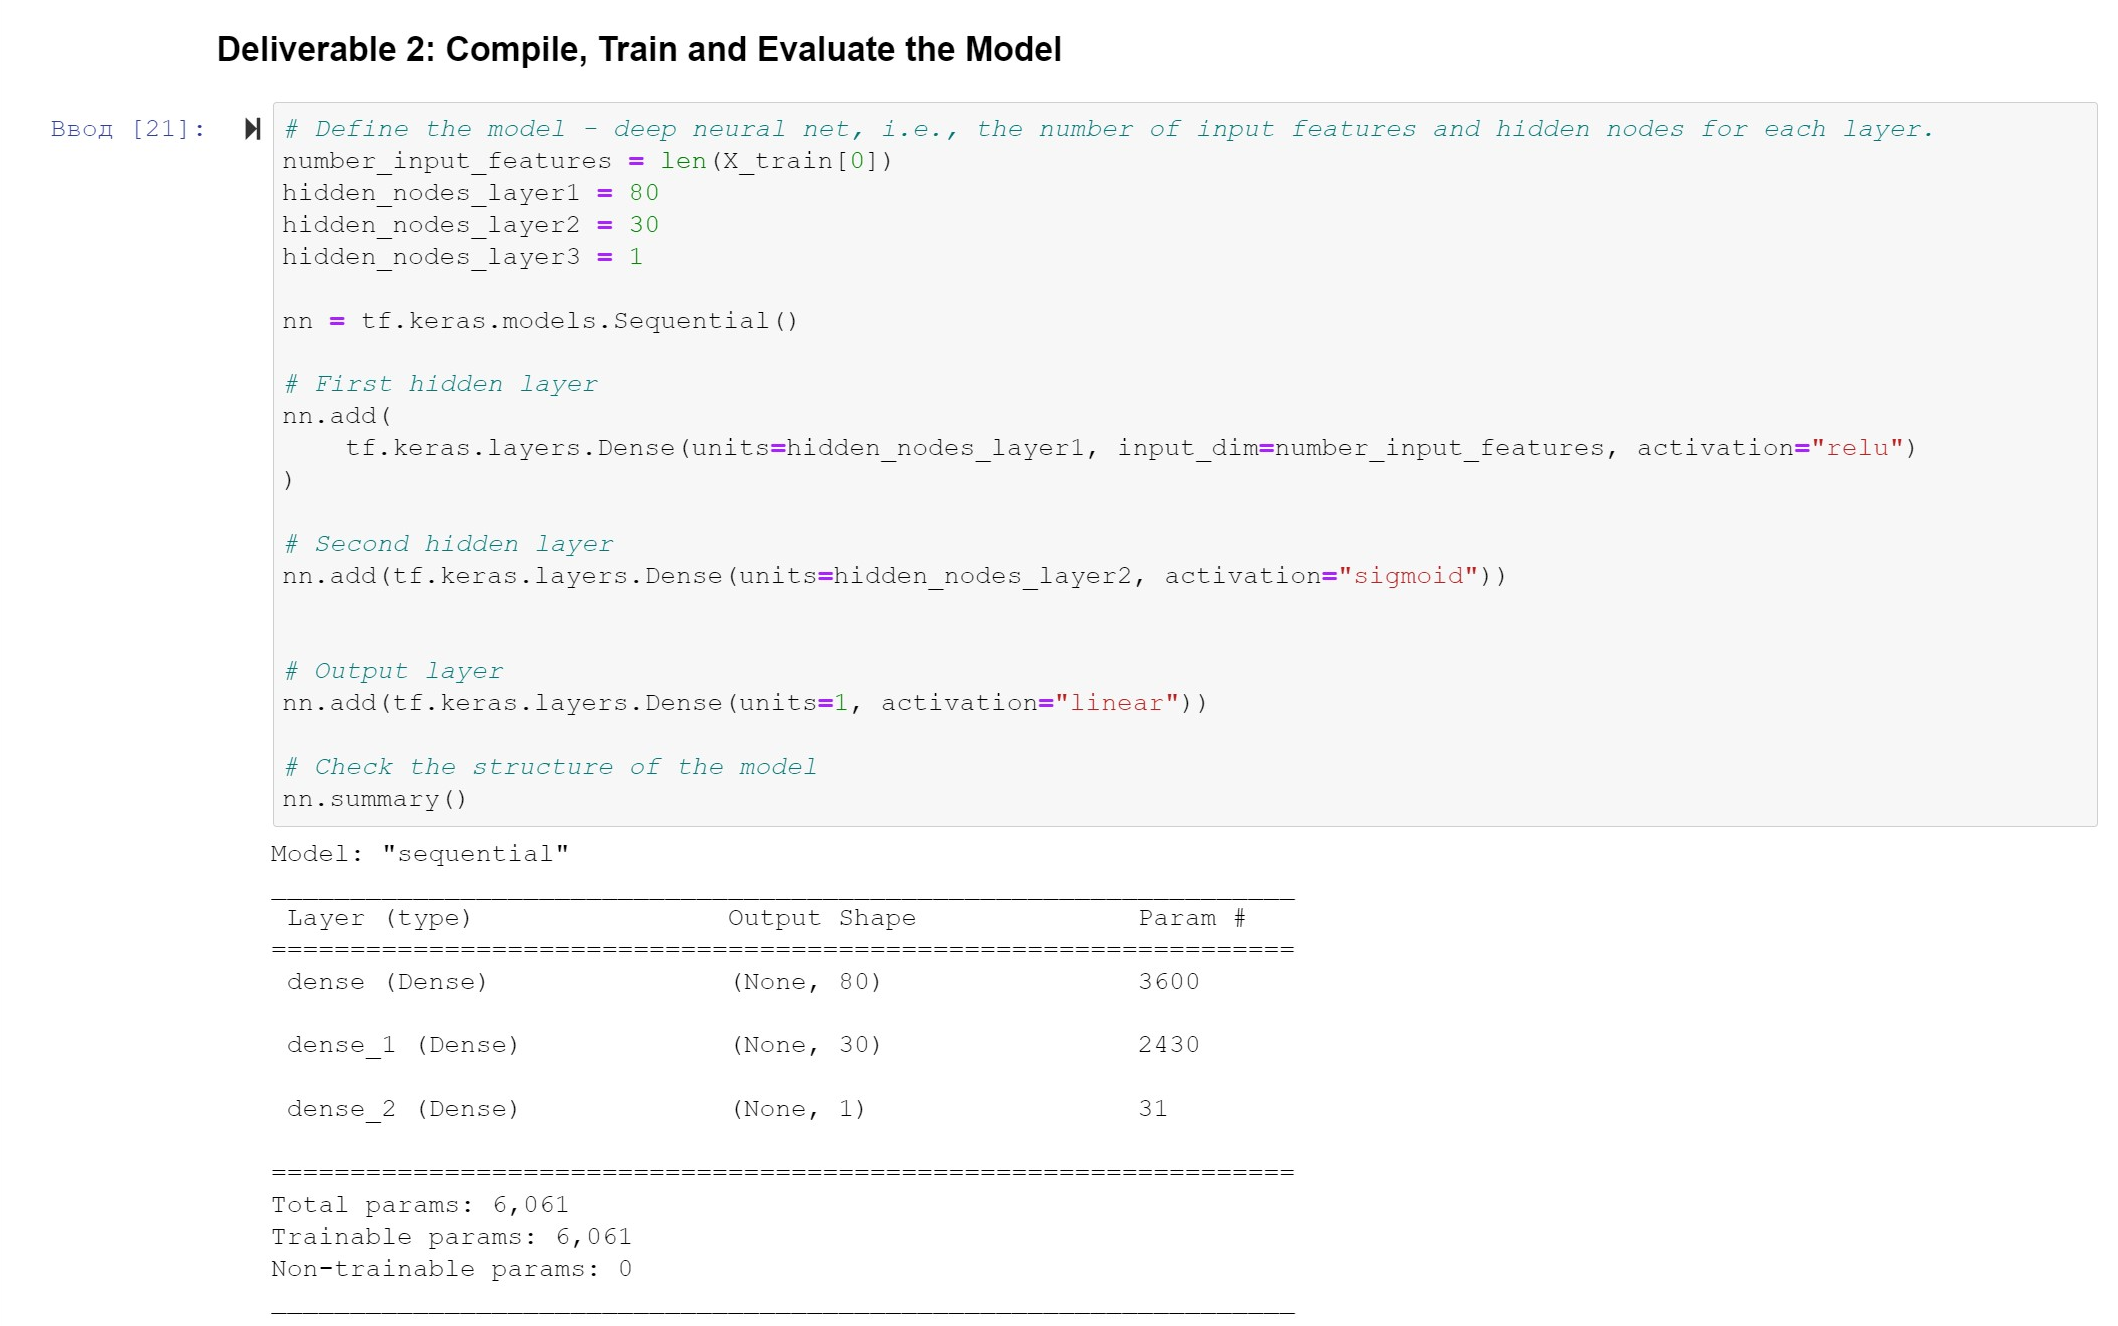 Deliverable 2: Compile, Train and Evaluate the Model
Ввод [21]:
# Define the model - deep neural net, i.e., the number of input features and hidden nodes for each layer.
number_input_features = len(X_train[0])
hidden_nodes_layer1 = 80
hidden_nodes_layer2 = 30
hidden_nodes_layer3 = 1
nn = tf.keras.models.Sequential()
# First hidden layer
nn.add(
    tf.keras.layers.Dense(units=hidden_nodes_layer1, input_dim=number_input_features, activation="relu")
)
# Second hidden layer
nn.add(tf.keras.layers.Dense(units=hidden_nodes_layer2, activation="sigmoid"))
# Output layer
nn.add(tf.keras.layers.Dense(units=1, activation="linear"))
# Check the structure of the model
nn.summary()
Model: "sequential"
_________________________________________________________________
Layer (type)                Output Shape              Param #
=================================================================
dense (Dense)               (None, 80)                3600
dense_1 (Dense)             (None, 30)                2430
dense_2 (Dense)             (None, 1)                 31
=================================================================
Total params: 6,061
Trainable params: 6,061
Non-trainable params: 0
_________________________________________________________________